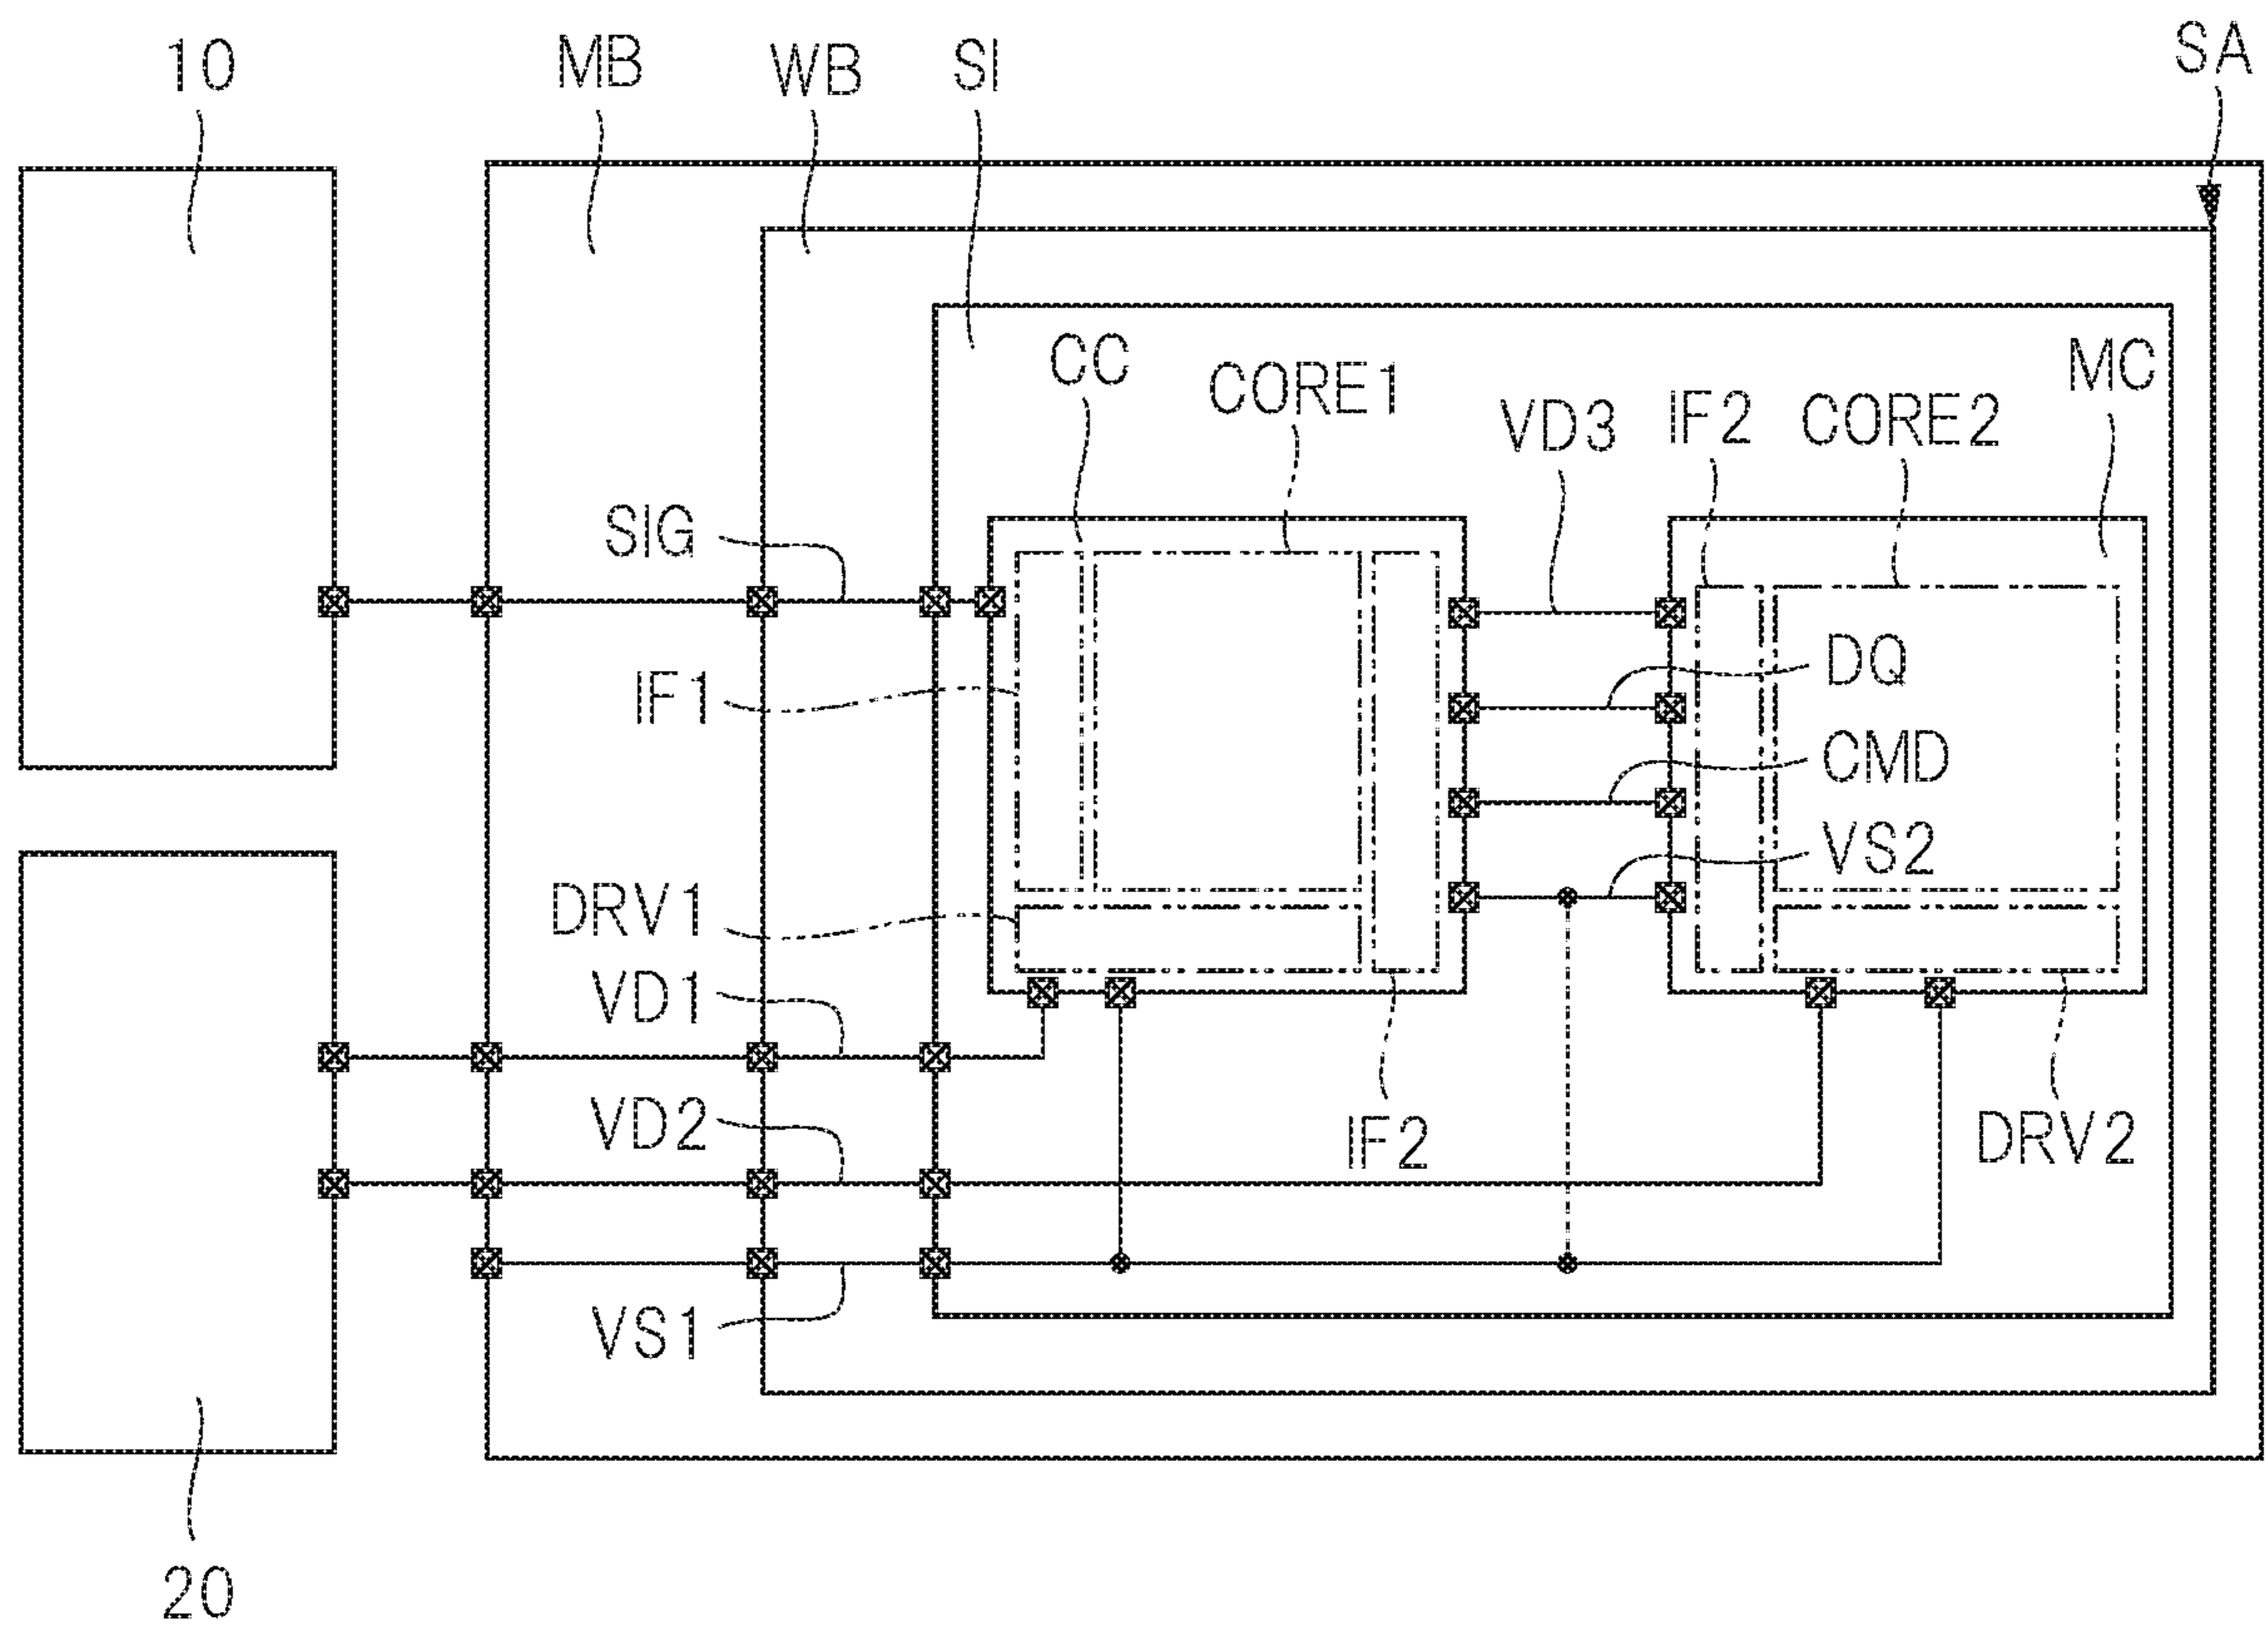 10
MB
WB
SI
SA
CC
CORE1
VD3
IF2
CORE2
MC
SIG
IF1
DQ
CMD
VS2
DRV1
VD1
VD2
IF2
DRV2
VS1
20